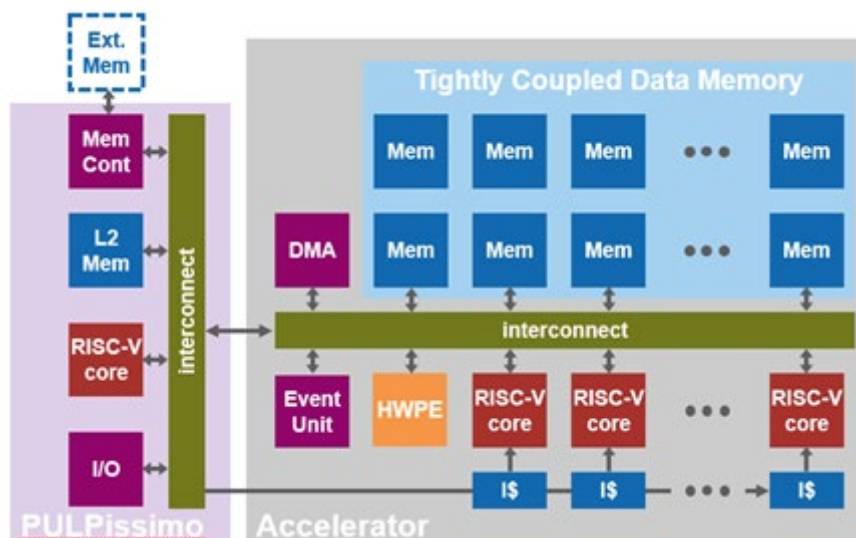 Ext.
Mem
Tightly Coupled Data Memory
Mem
Cont
Mem
Mem
Mem
Mem
L2
Mem
DMA
Mem
Mem
Mem
Mem
interconnect
interconnect
RISC-V
core
Event
Unit
HWPE
RISC-V
core
RISC-V
core
RISC-V
core
I/O
I$
I$
I$
PULPissimo
Accelerator